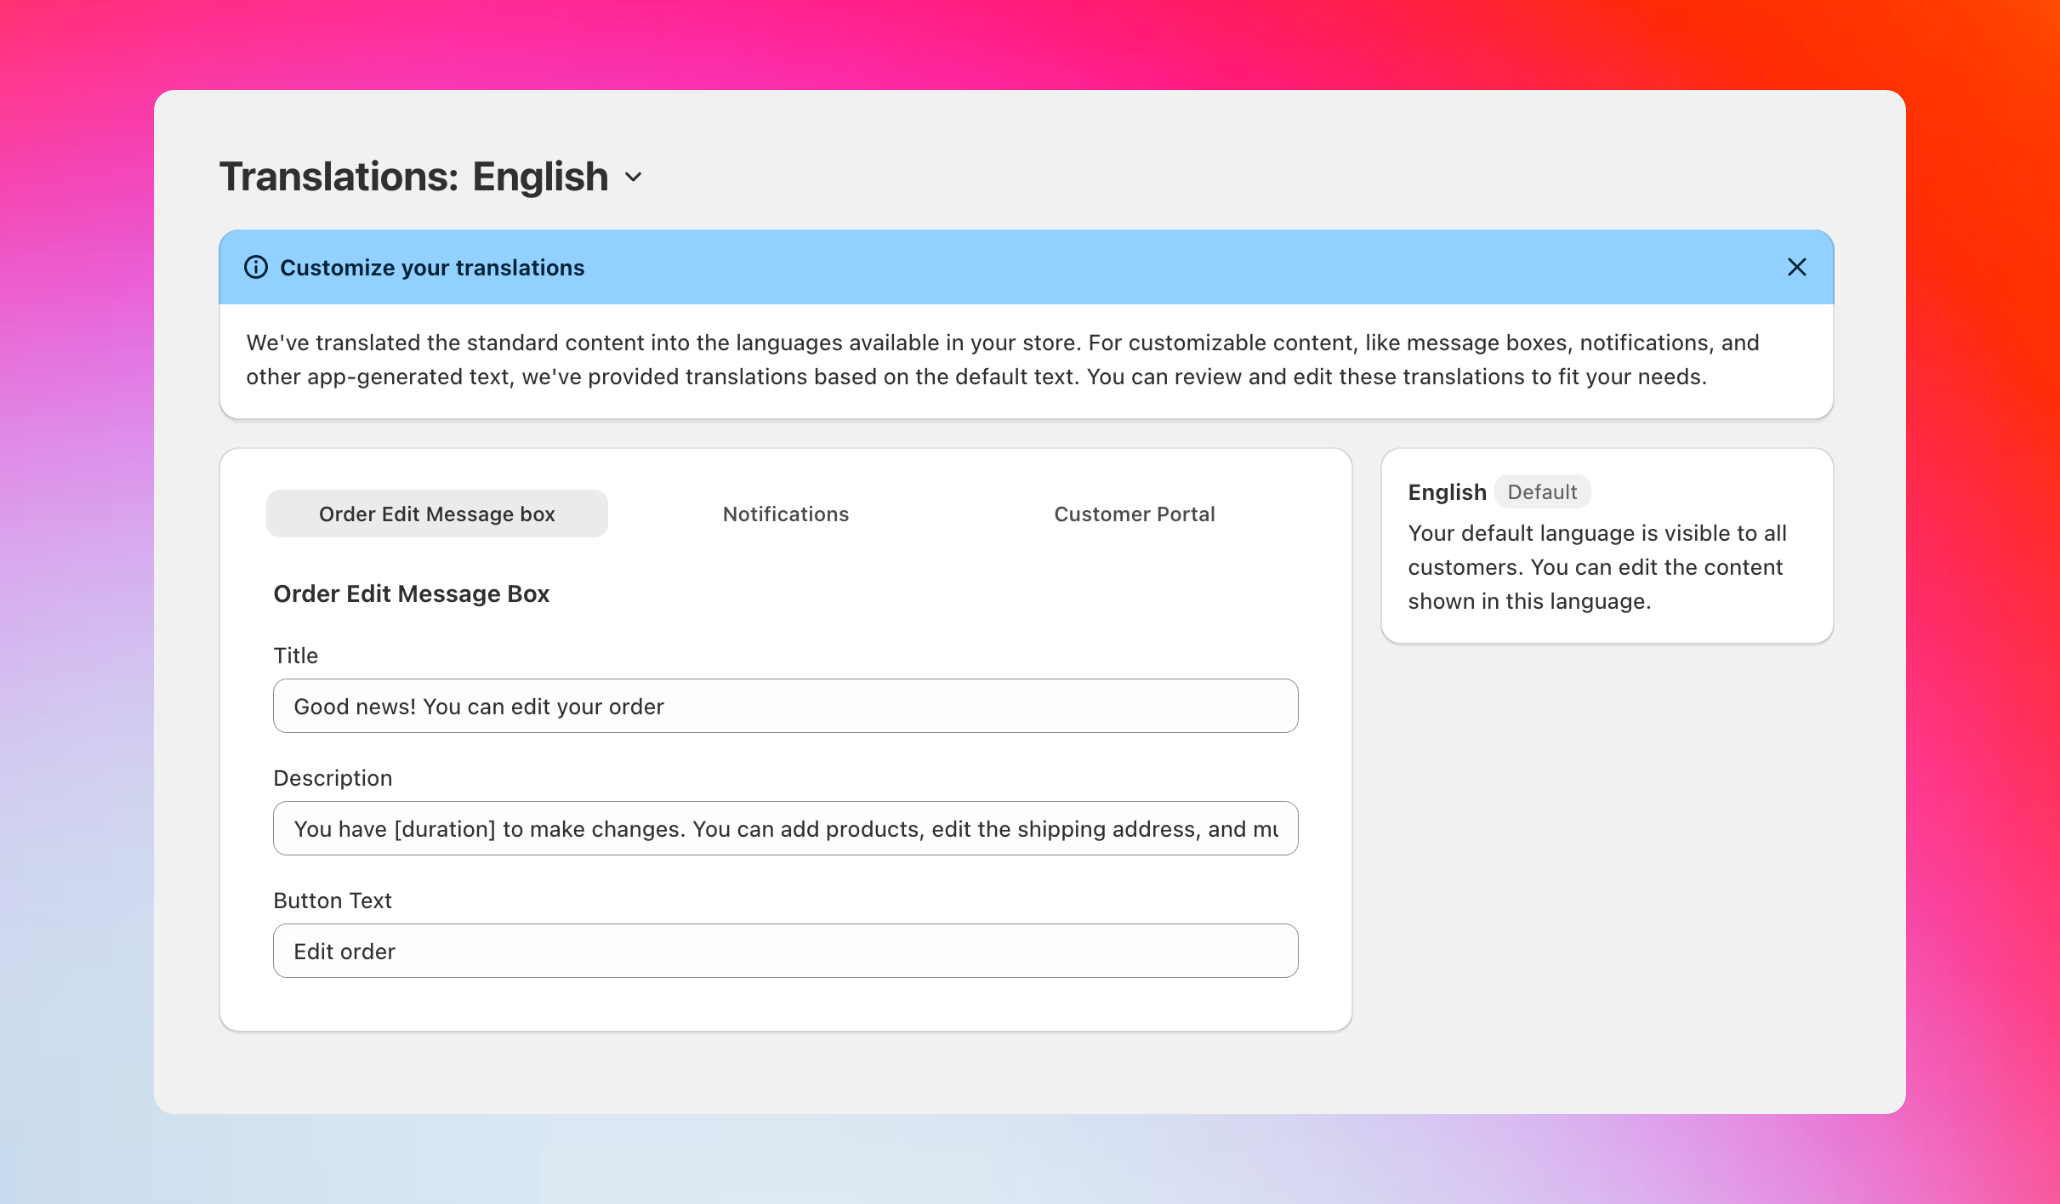 Translations: English
Customize your translations
We've translated the standard content into the languages available in your store. For customizable content, like message boxes, notifications, and
other app-generated text, we've provided translations based on the default text. You can review and edit these translations to fit your needs.
Order Edit Message box
Notifications
Customer Portal
Order Edit Message Box
Title
Good news! You can edit your order
Description
You have [duration] to make changes. You can add products, edit the shipping address, and
Button Text
Edit order
English Default
Your default language is visible to all
customers. You can edit the content
shown in this language.